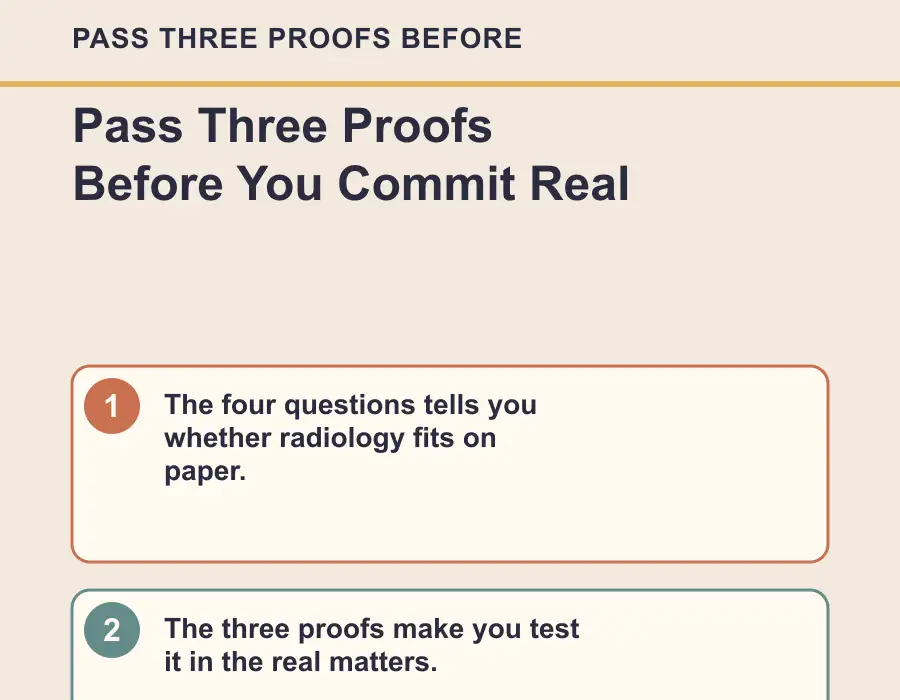 PASS THREE PROOFS BEFORE
Pass Three Proofs
Before You Commit Real
1
The four questions tells you
whether radiology fits on
paper.
2
The three proofs make you test
it in the real matters.